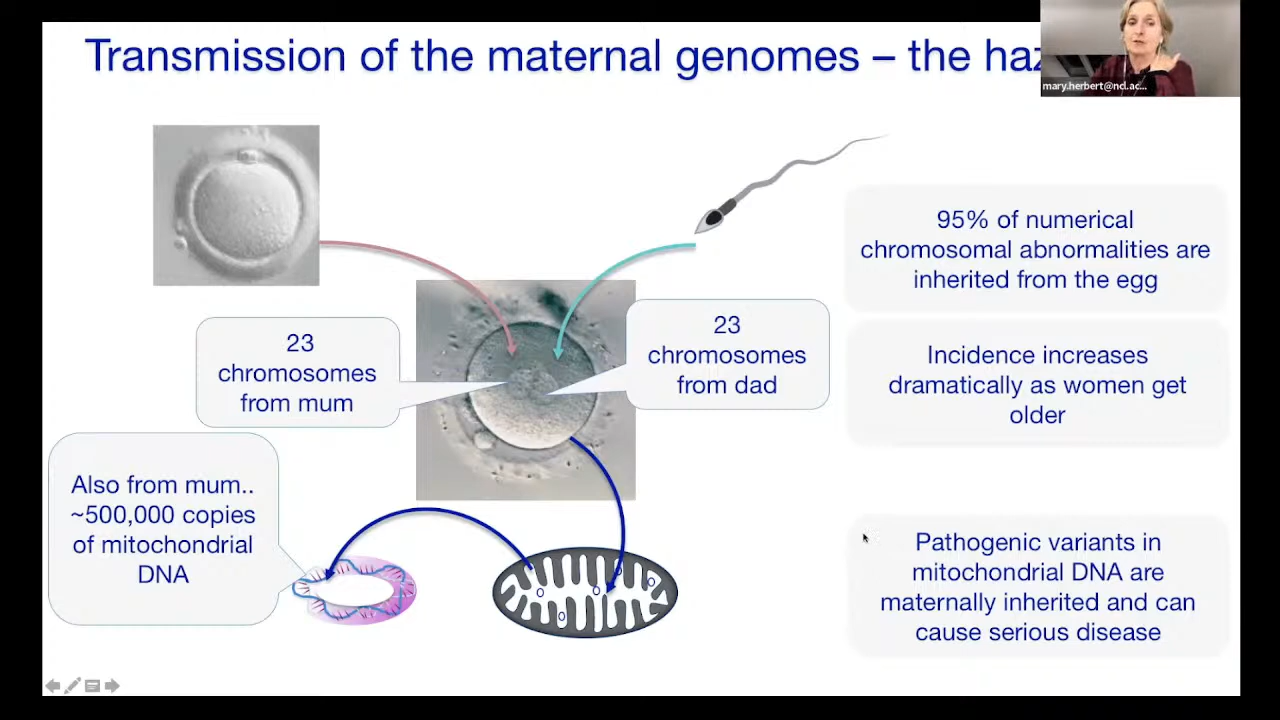 Transmission of the maternal genomes – the haz
mary.herbert@ncl.ac...
95% of numerical
chromosomal abnormalities are
inherited from the egg
23
chromosomes
from mum
23
chromosomes
from dad
Incidence increases
dramatically as women get
older
Also from mum..
~500,000 copies
of mitochondrial
DNA
Pathogenic variants in
mitochondrial DNA are
maternally inherited and can
cause serious disease